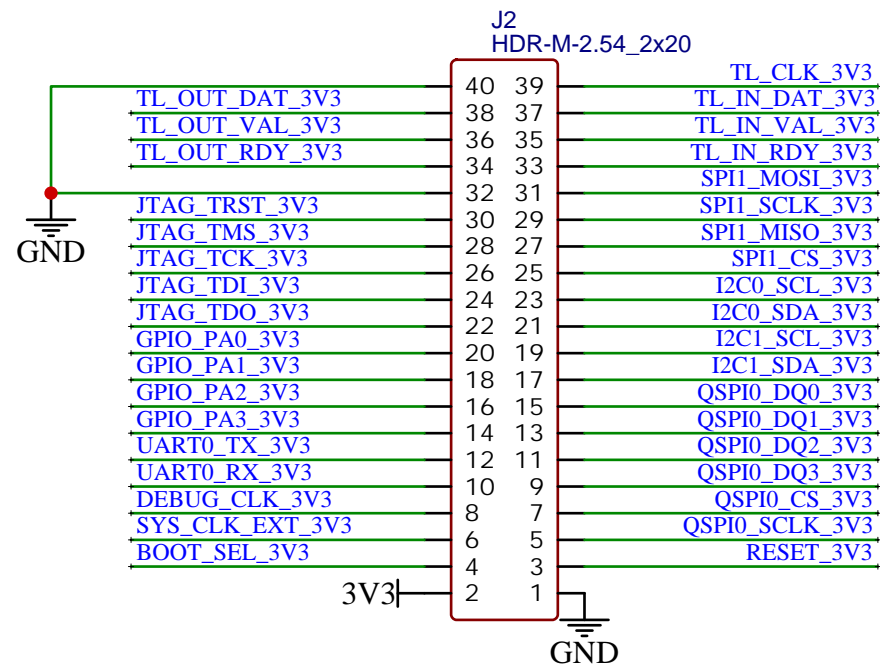 J2
HDR-M-2.54_2x20
40 39 TL_CLK_3V3
TL_OUT_DAT_3V3 38 37 TL_IN_DAT_3V3
TL_OUT_VAL_3V3 36 35 TL_IN_VAL_3V3
TL_OUT_RDY_3V3 34 33 TL_IN_RDY_3V3
32 31 SPI1_MOSI_3V3
JTAG_TRST_3V3 30 29 SPI1_SCLK_3V3
GND
JTAG_TMS_3V3 28 27 SPI1_MISO_3V3
JTAG_TCK_3V3 26 25 SPI1_CS_3V3
JTAG_TDI_3V3 24 23 I2C0_SCL_3V3
JTAG_TDO_3V3 22 21 I2C0_SDA_3V3
GPIO_PA0_3V3 20 19 I2C1_SCL_3V3
GPIO_PA1_3V3 18 17 I2C1_SDA_3V3
GPIO_PA2_3V3 16 15 QSPI0_DQ0_3V3
GPIO_PA3_3V3 14 13 QSPI0_DQ1_3V3
UART0_TX_3V3 12 11 QSPI0_DQ2_3V3
UART0_RX_3V3 10 9 QSPI0_DQ3_3V3
DEBUG_CLK_3V3 8 7 QSPI0_CS_3V3
SYS_CLK_EXT_3V3 6 5 QSPI0_SCLK_3V3
BOOT_SEL_3V3 4 3 RESET_3V3
3V3 2 1
GND